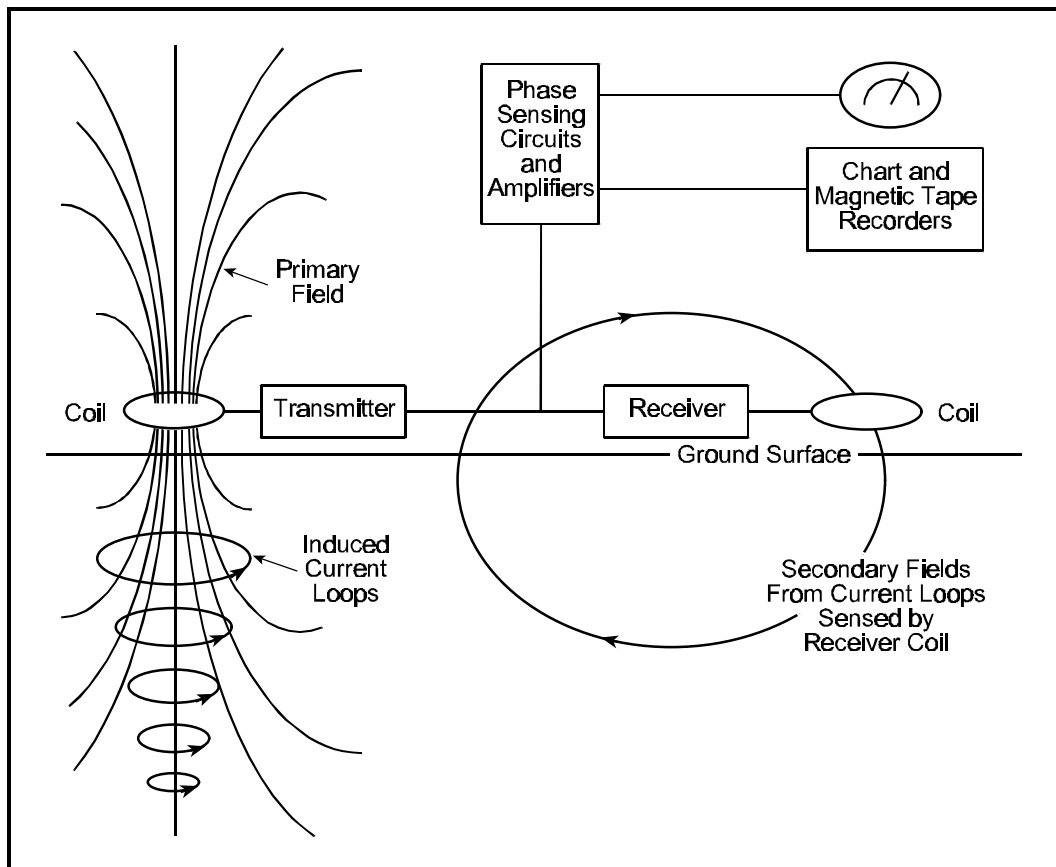 Phase
Sensing
Circuits
and
Amplifiers
Chart and
Magnetic Tape
Recorders
Primary
Field
Coil
Transmitter
Receiver
Coil
Ground Surface
Induced
Current
Loops
Secondary Fields
From Current Loops
Sensed by
Receiver Coil